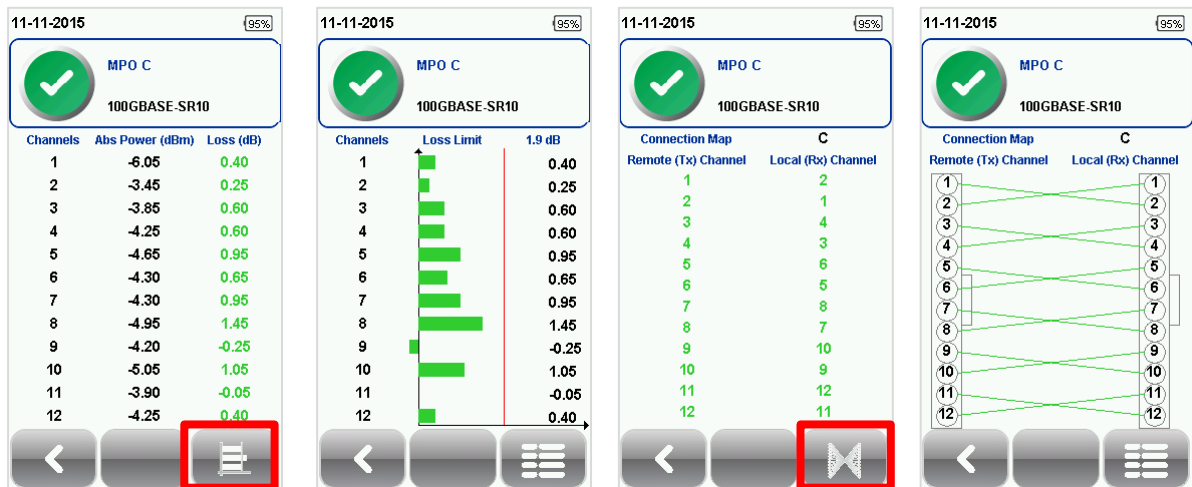 11-11-2015 95%
MPO C
100GBASE-SR10
Channels Abs Power (dBm) Loss (dB)
1 -6.05 0.40
2 -3.45 0.25
3 -3.85 0.60
4 -4.25 0.60
5 -4.65 0.95
6 -4.30 0.65
7 -4.30 0.95
8 -4.95 1.45
9 -4.20 -0.25
10 -5.05 1.05
11 -3.90 -0.05
12 -4.25 0.40
11-11-2015 95%
MPO C
100GBASE-SR10
Channels Loss Limit 1.9 dB
1 0.40
2 0.25
3 0.60
4 0.60
5 0.95
6 0.65
7 0.95
8 1.45
9 -0.25
10 1.05
11 -0.05
12 0.40
11-11-2015 95%
MPO C
100GBASE-SR10
Connection Map C
Remote (Tx) Channel Local (Rx) Channel
1 2
2 1
3 4
4 3
5 6
6 5
7 8
8 7
9 10
10 9
11 12
12 11
11-11-2015 95%
MPO C
100GBASE-SR10
Connection Map C
Remote (Tx) Channel Local (Rx) Channel
1 1
2 2
3 3
4 4
5 5
6 6
7 7
8 8
9 9
10 10
11 11
12 12